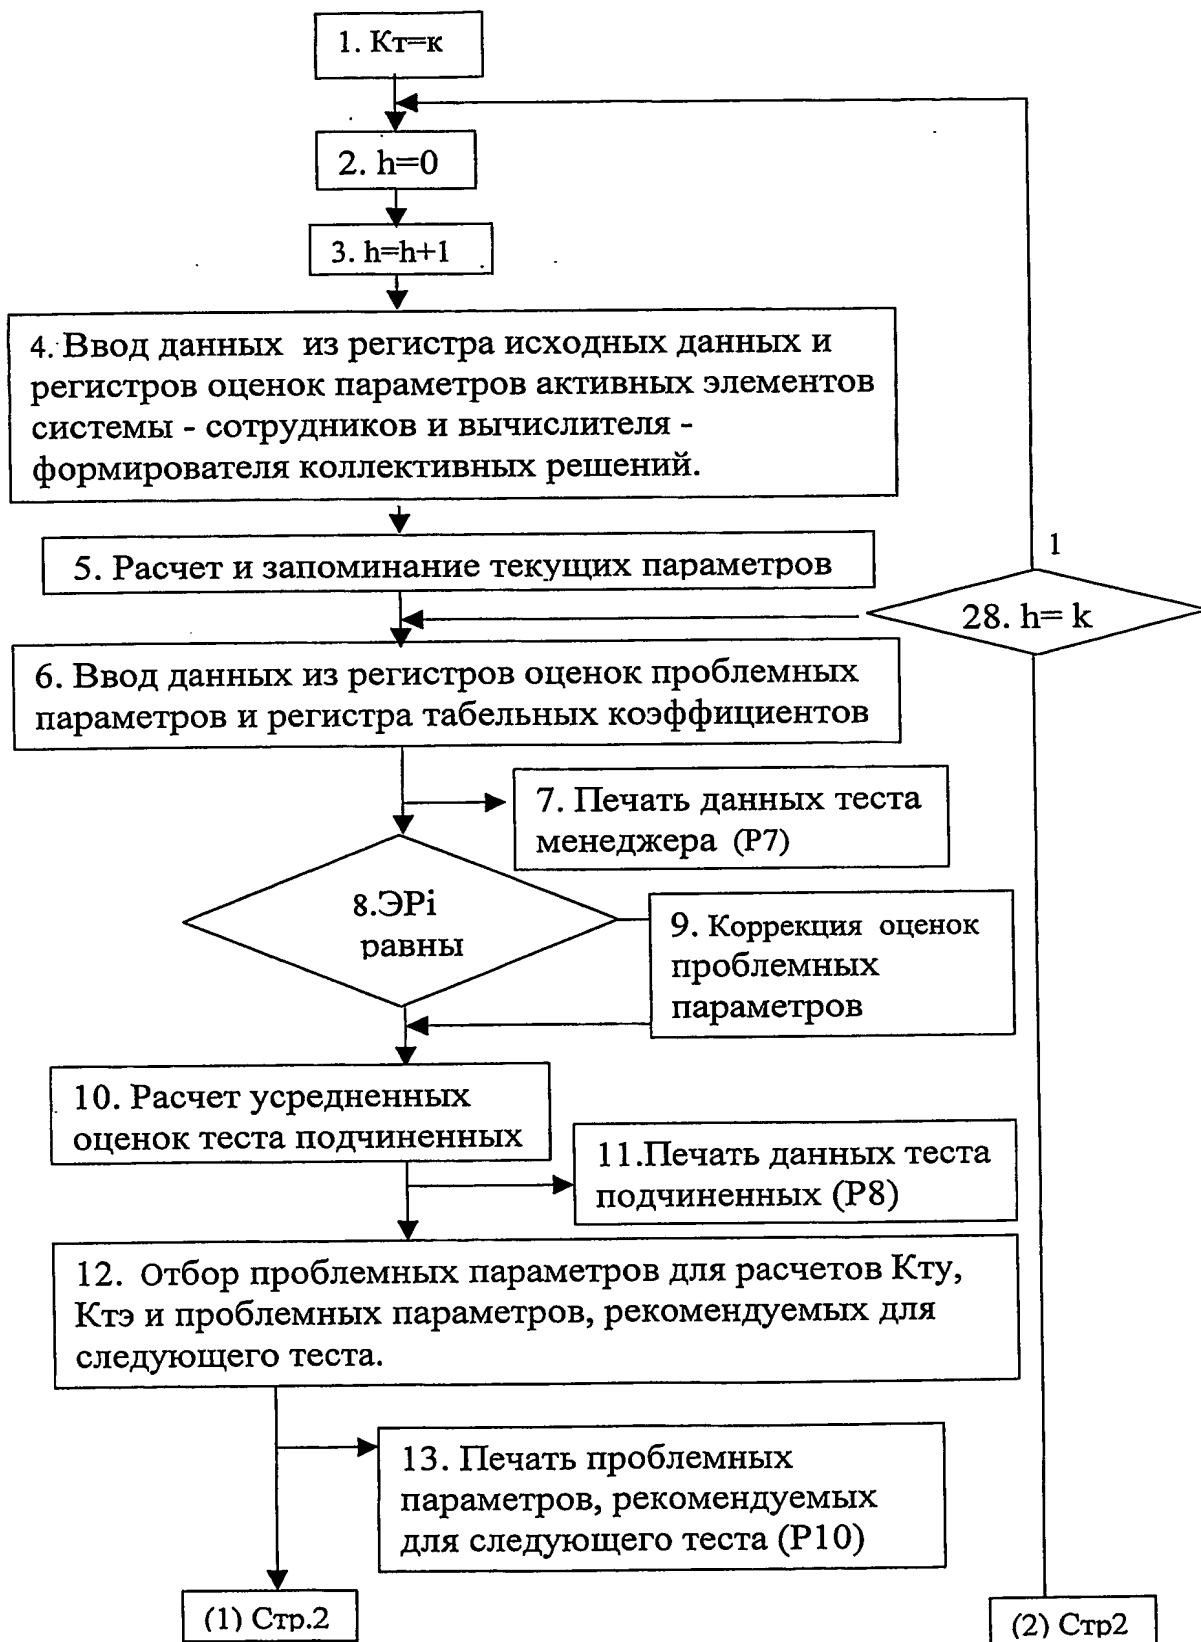 1. Кт=к
2. h=0
3. h=h+1
4. Ввод данных из регистра исходных данных и
регистров оценок параметров активных элементов
системы - сотрудников и вычислителя -
формирователя коллективных решений.
5. Расчет и запоминание текущих параметров
1
28. h= k
6. Ввод данных из регистров оценок проблемных
параметров и регистра табельных коэффициентов
7. Печать данных теста
менеджера (Р7)
8.ЭРi
равны
9. Коррекция оценок
проблемных
параметров
10. Расчет усредненных
оценок теста подчиненных
11.Печать данных теста
подчиненных (Р8)
12. Отбор проблемных параметров для расчетов Кту,
Ктэ и проблемных параметров, рекомендуемых для
следующего теста.
13. Печать проблемных
параметров, рекомендуемых
для следующего теста (Р10)
(1) Стр.2
(2) Стр2